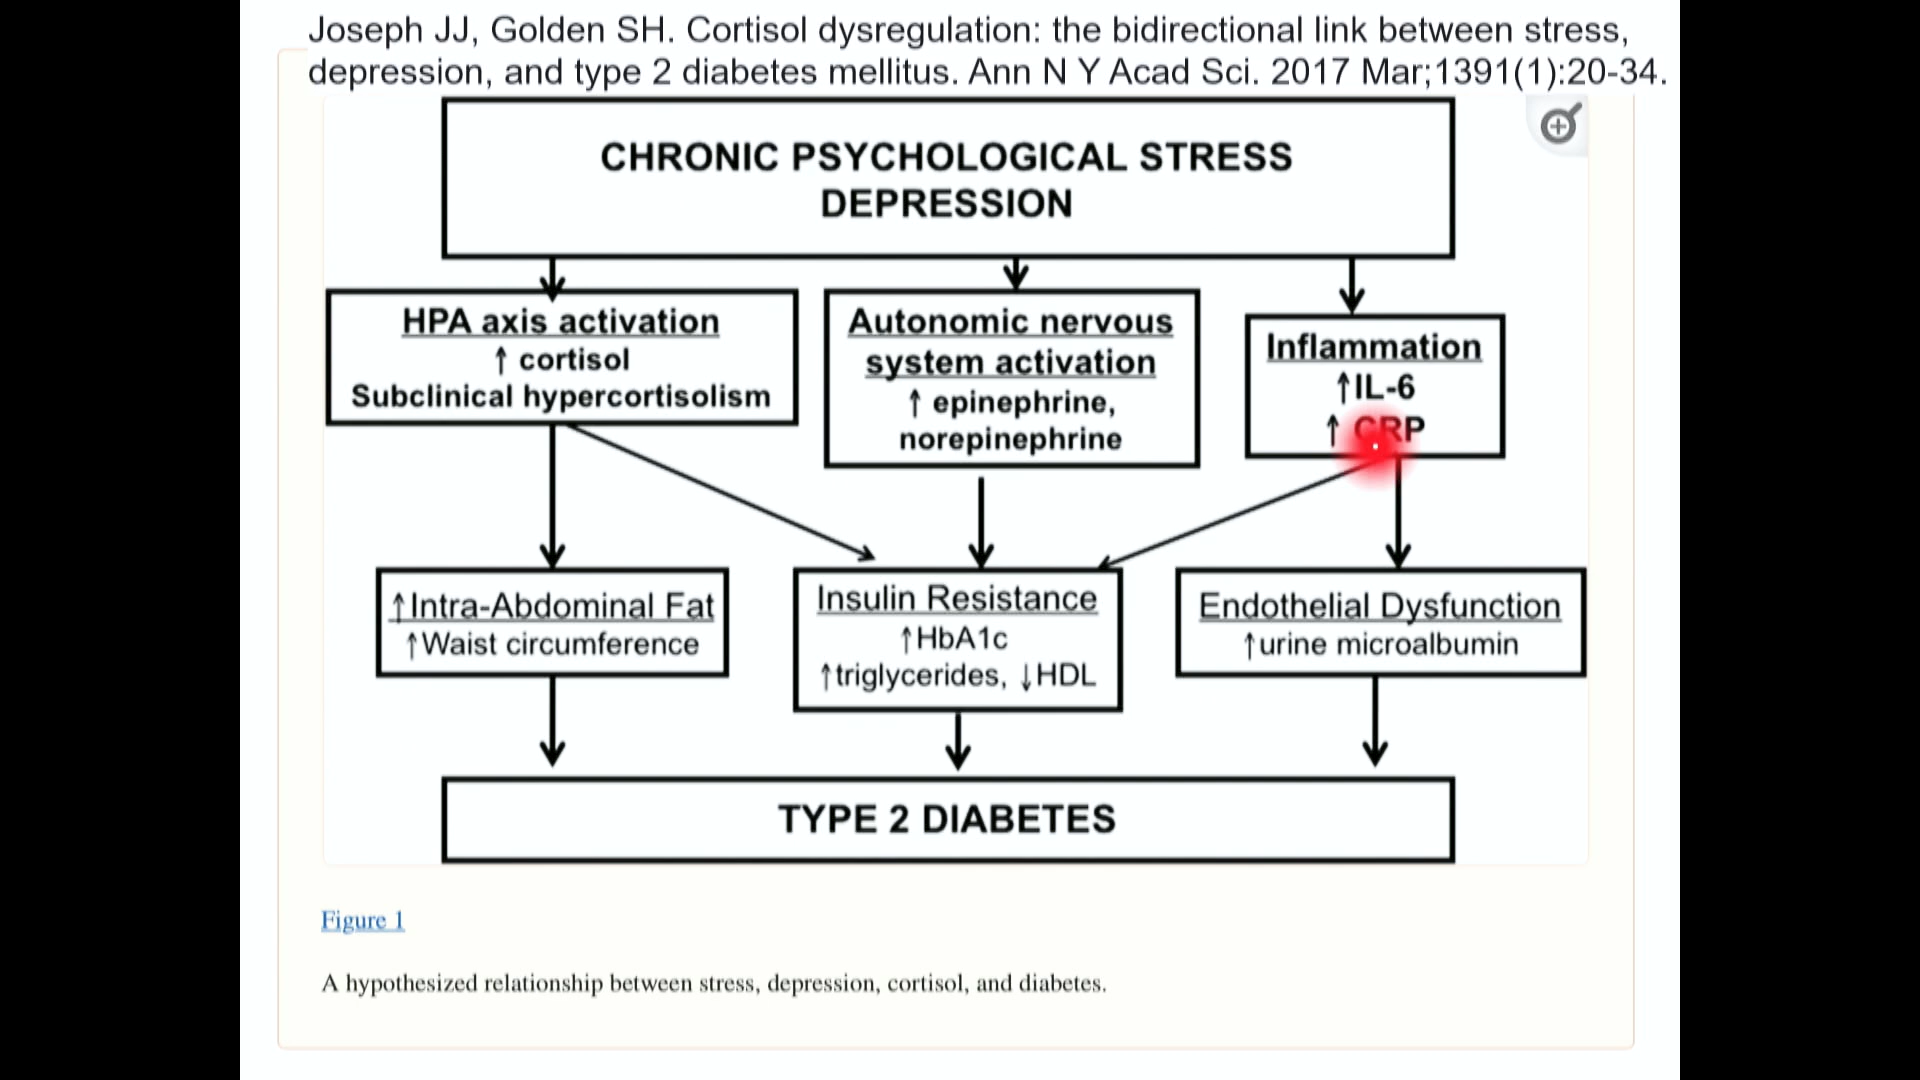 Joseph JJ, Golden SH. Cortisol dysregulation: the bidirectional link between stress,
depression, and type 2 diabetes mellitus. Ann N Y Acad Sci. 2017 Mar;1391(1):20-34.
CHRONIC PSYCHOLOGICAL STRESS
DEPRESSION
HPA axis activation
↑ cortisol
Subclinical hypercortisolism
Autonomic nervous
system activation
↑ epinephrine,
norepinephrine
Inflammation
↑IL-6
↑ CRP
↑Intra-Abdominal Fat
↑Waist circumference
Insulin Resistance
↑HbA1c
↑triglycerides, ↓HDL
Endothelial Dysfunction
↑urine microalbumin
TYPE 2 DIABETES
Figure 1
A hypothesized relationship between stress, depression, cortisol, and diabetes.